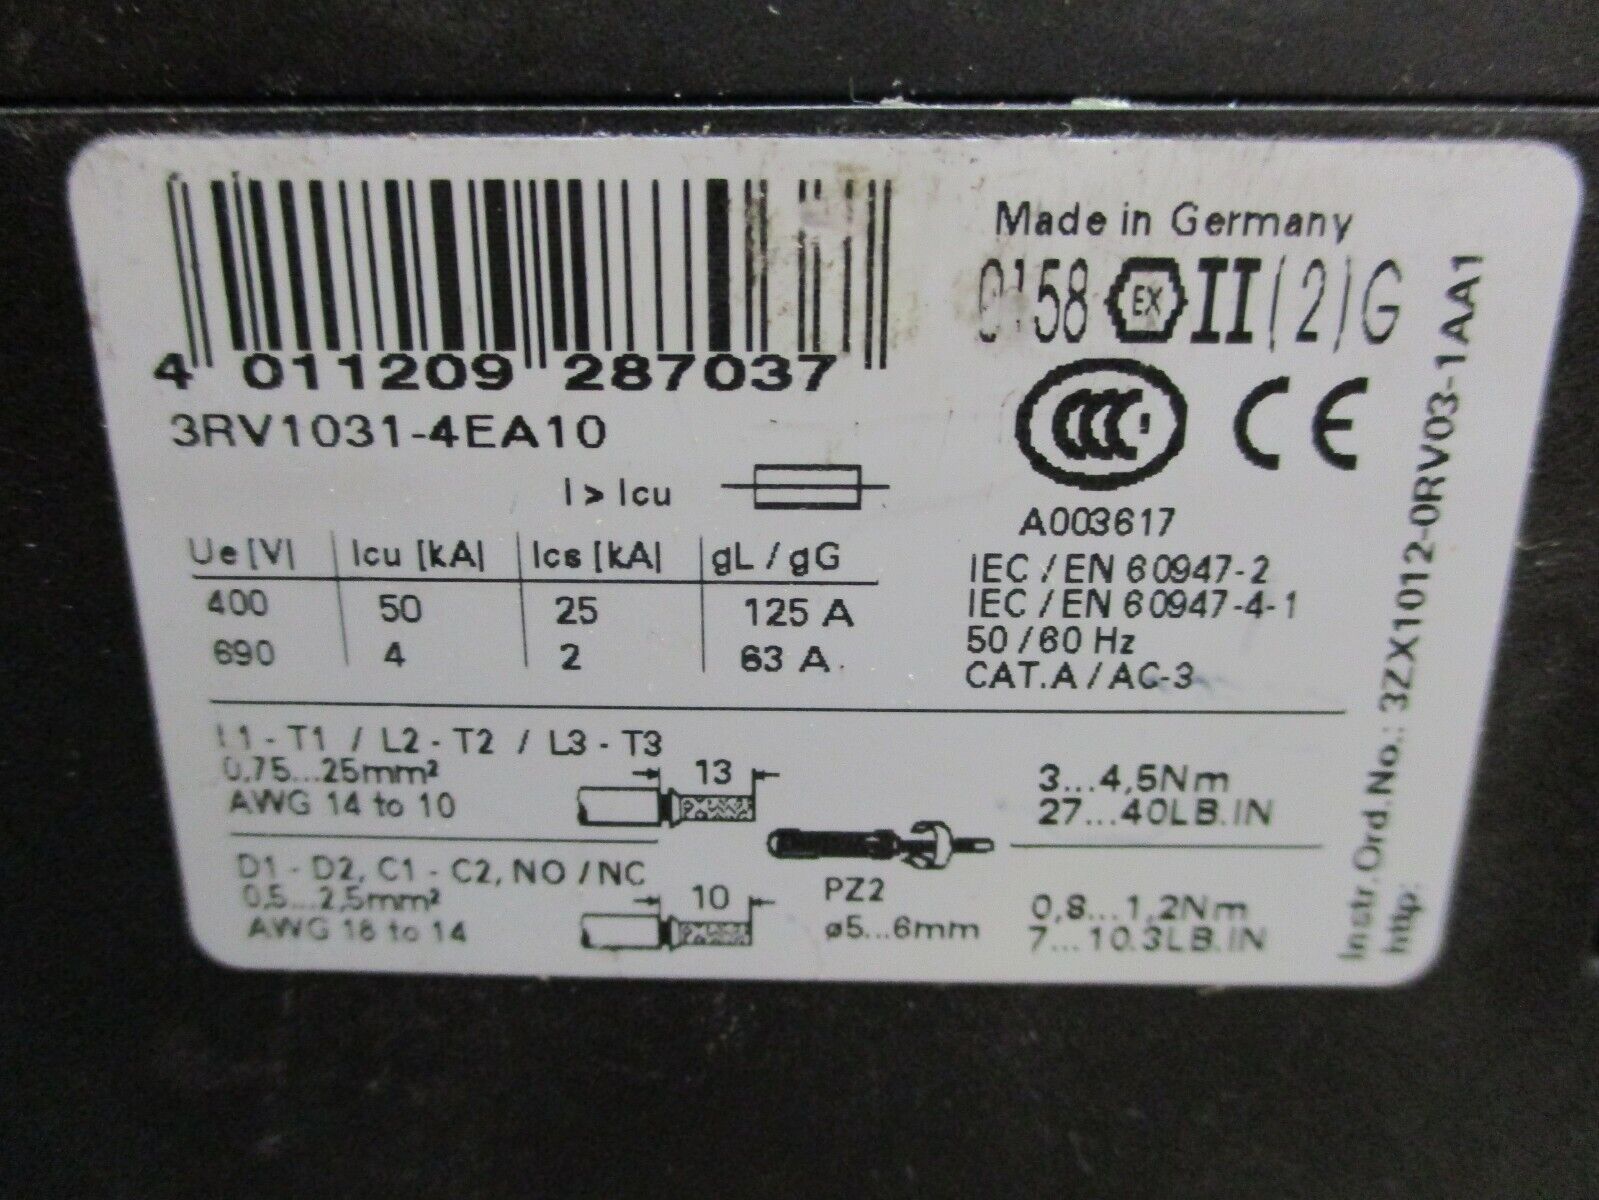 4 011209 287037
3RV1031-4EA10
I > Icu
Ue [V] Icu [kA] Ics [kA] gL / gG
400 50 25 125 A
690 4 2 63 A
Made in Germany
0158 EX II (2) G
CCC S CE
A003617
IEC / EN 60947-2
IEC / EN 60947-4-1
50 / 60 Hz
CAT.A / AC-3
L1 - T1 / L2 - T2 / L3 - T3
0,75...25mm²
AWG 14 to 10
13
3...4,5Nm
27...40LB.IN
D1 - D2, C1 - C2, NO / NC
0,5...2,5mm²
AWG 18 to 14
10
PZ2
ø5...6mm
0,8...1,2Nm
7...10.3LB.IN
Instr.Ord.No.: 3ZX1012-0RV03-1AA1
http: